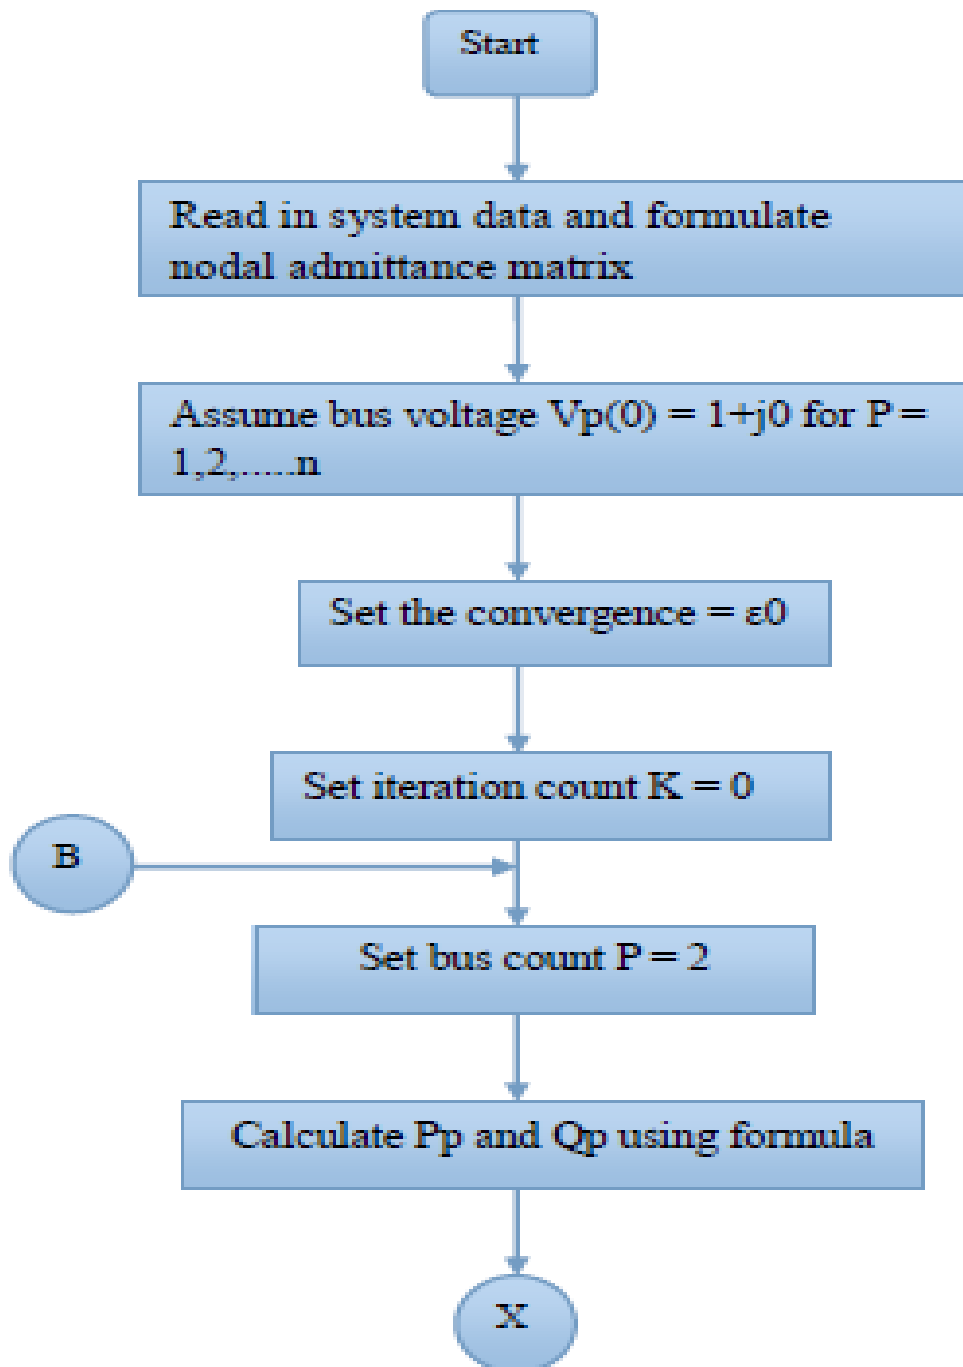 Start
Read in system data and formulate
nodal admittance matrix
Assume bus voltage Vp(0) = 1+j0 for P =
1,2,.....n
Set the convergence = ε0
Set iteration count K = 0
B
Set bus count P = 2
Calculate Pp and Qp using formula
X